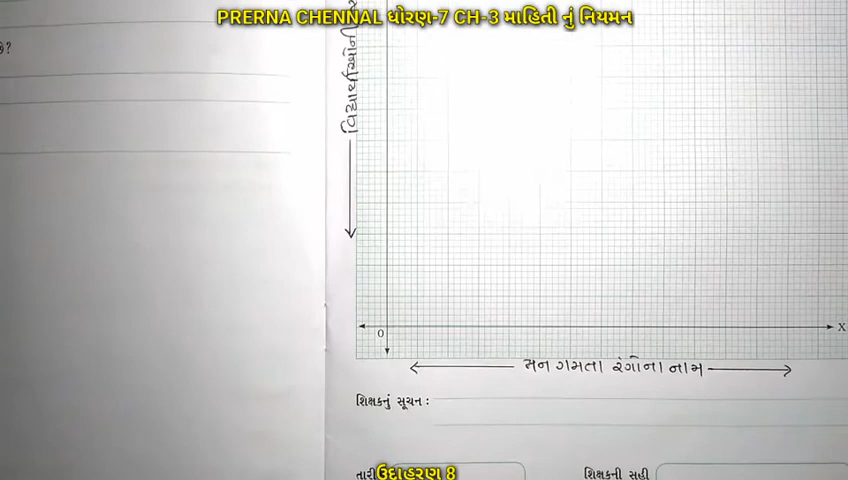 PRERNA CHENNAL ધોરણ-7 CH-3 માહિતી નું નિયમન
છે?
વિદ્યાર્થીઓની
0
X
મન ગમતા રંગોના નામ
શિક્ષકનું સૂચન :
ઉદાહરણ 8
શિક્ષકની સહી